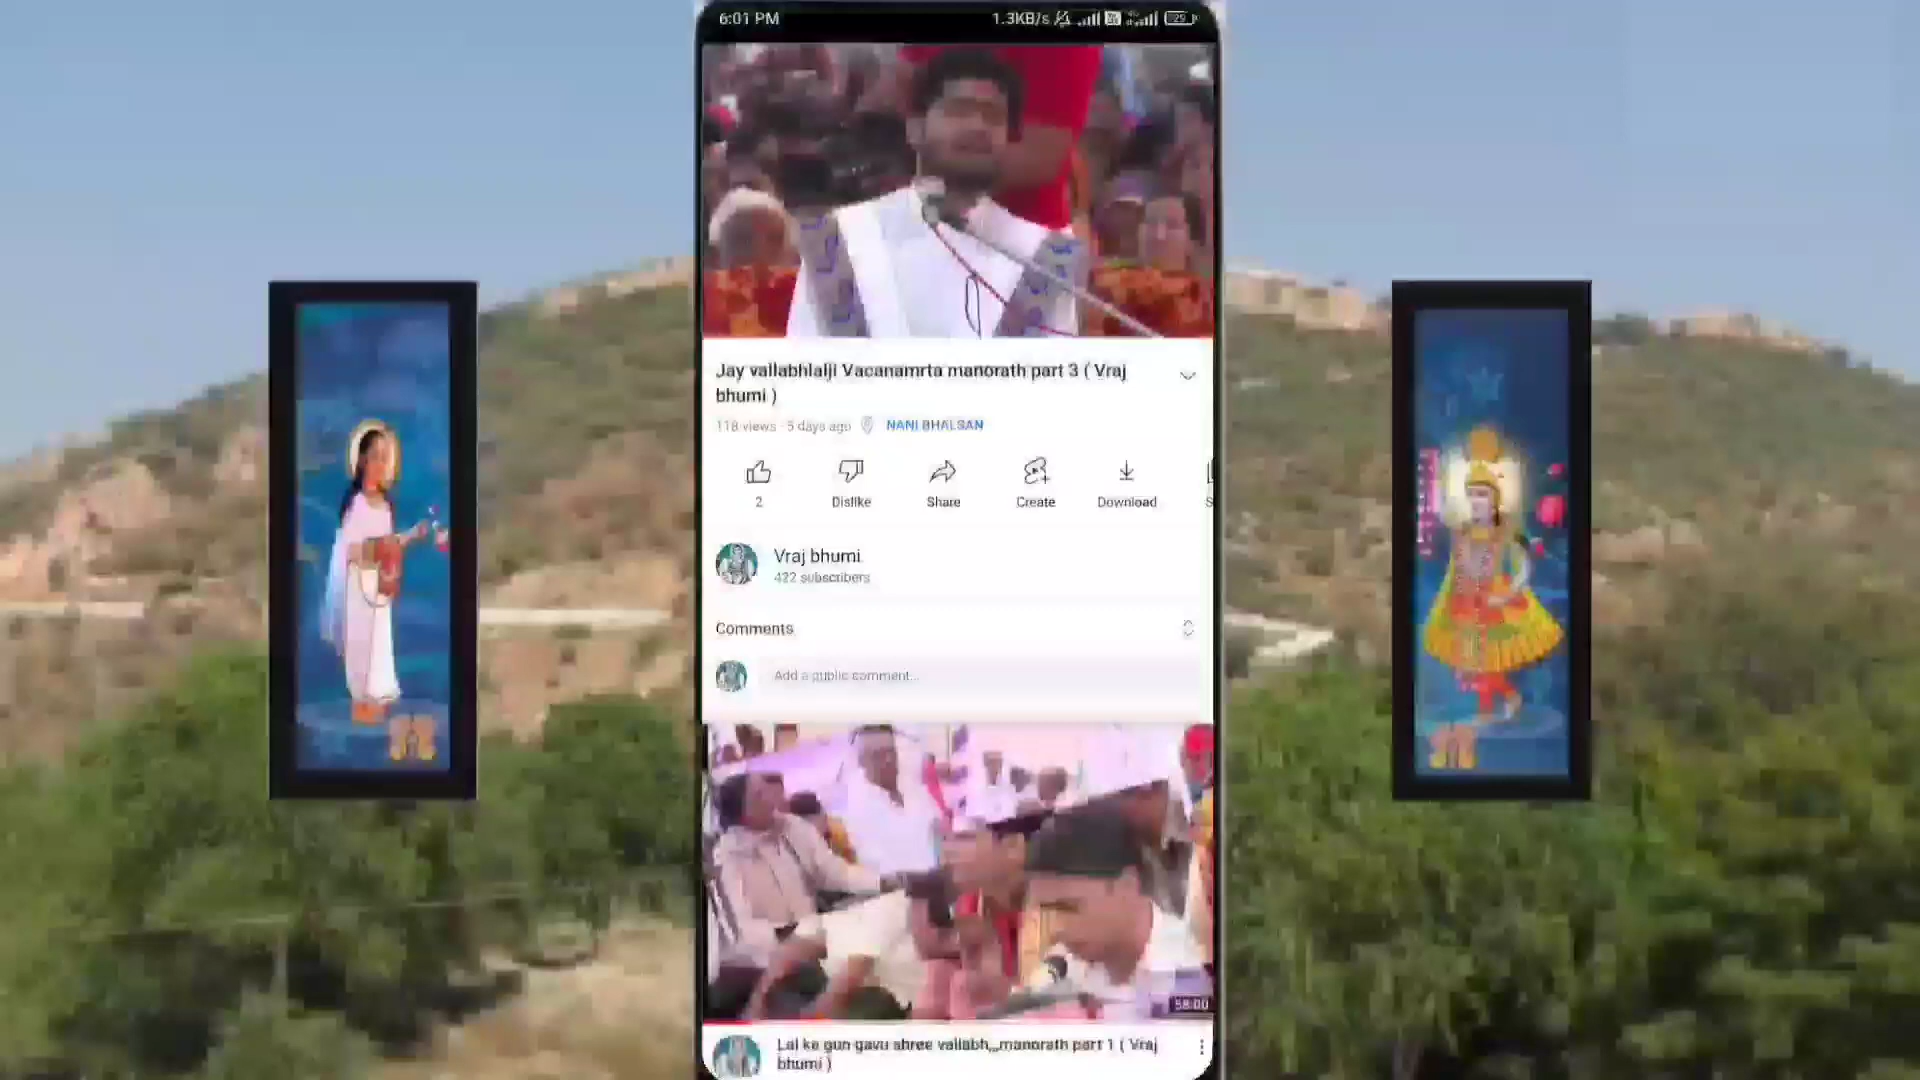 6:01 PM
1.3KB/s
29
Jay vallabhlalji Vacanamrta manorath part 3 ( Vraj
bhumi )
118 views · 5 days ago
NANI BHALSAN
2
Dislike
Share
Create
Download
Vraj bhumi
422 subscribers
Comments
Add a public comment...
58:00
Lal ke gun gavu shree vallabh,,,manorath part 1 ( Vraj
bhumi )